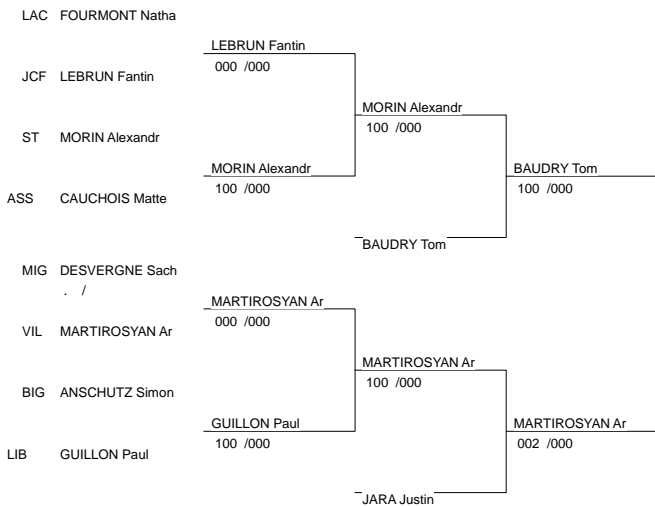 LAC FOURMONT Natha
LEBRUN Fantin
000 /000
JCF LEBRUN Fantin
MORIN Alexandr
100 /000
ST MORIN Alexandr
MORIN Alexandr
100 /000
BAUDRY Tom
100 /000
ASS CAUCHOIS Matte
BAUDRY Tom
MIG DESVERGNE Sach
. /
MARTIROSYAN Ar
000 /000
VIL MARTIROSYAN Ar
MARTIROSYAN Ar
100 /000
BIG ANSCHUTZ Simon
GUILLON Paul
100 /000
MARTIROSYAN Ar
002 /000
LIB GUILLON Paul
JARA Justin